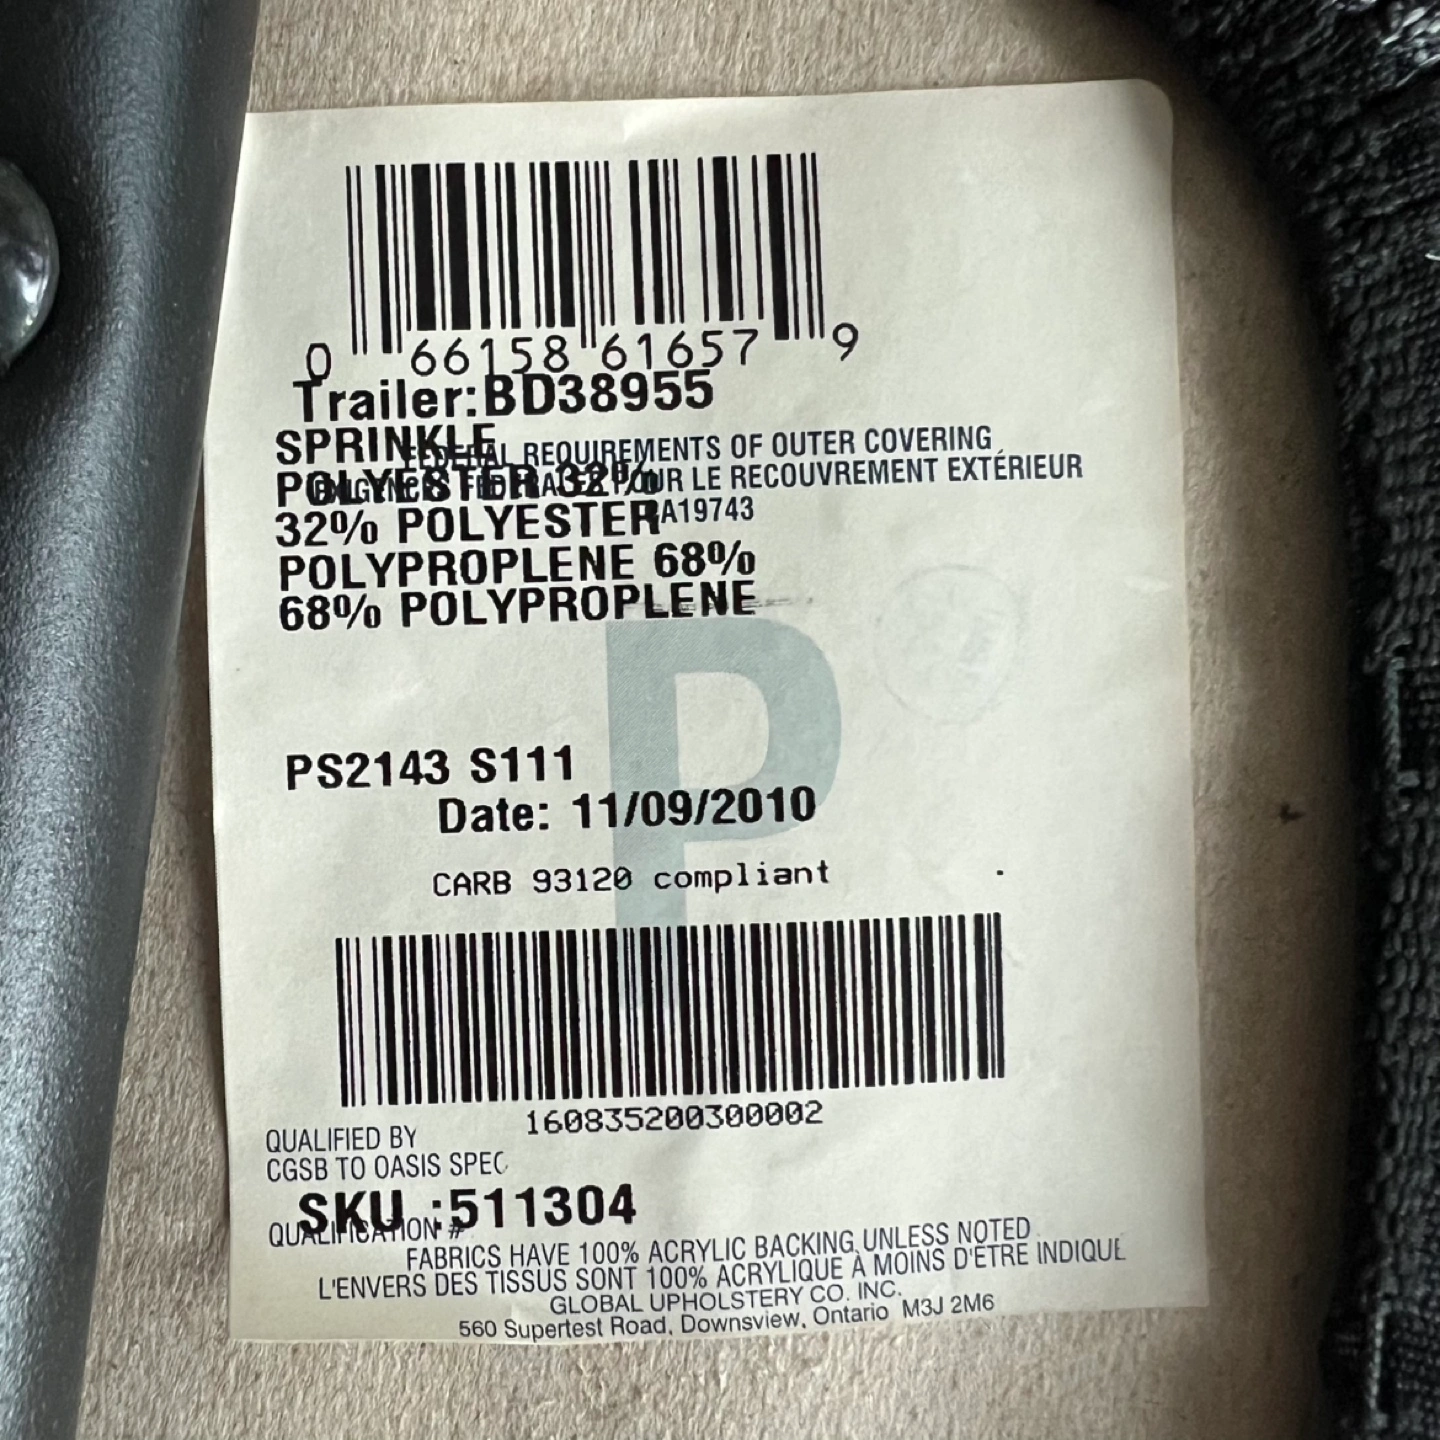 0 66158 61657 9
Trailer:BD38955
SPRINKLE
FEDERAL REQUIREMENTS OF OUTER COVERING
POLYESTER 32%
EXIGENCES FEDERALES POUR LE RECOUVREMENT EXTÉRIEUR
32% POLYESTER
CA19743
POLYPROPLENE 68%
68% POLYPROPLENE
P
PS2143 S111
Date: 11/09/2010
CARB 93120 compliant
160835200300002
QUALIFIED BY
CGSB TO OASIS SPEC
SKU :511304
QUALIFICATION #
FABRICS HAVE 100% ACRYLIC BACKING UNLESS NOTED
L'ENVERS DES TISSUS SONT 100% ACRYLIQUE À MOINS D'ÊTRE INDIQUE
GLOBAL UPHOLSTERY CO. INC.
560 Supertest Road, Downsview, Ontario M3J 2M6